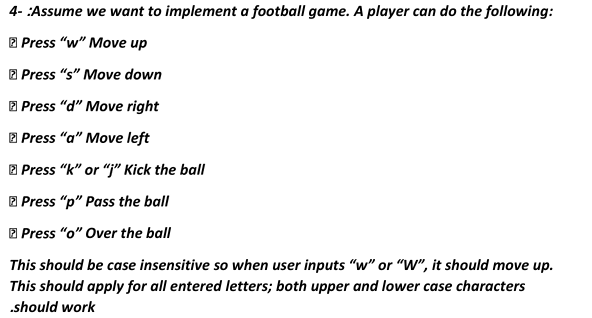 4- :Assume we want to implement a football game. A player can do the following:
⍰ Press “w” Move up
⍰ Press “s” Move down
⍰ Press “d” Move right
⍰ Press “a” Move left
⍰ Press “k” or “j” Kick the ball
⍰ Press “p” Pass the ball
⍰ Press “o” Over the ball
This should be case insensitive so when user inputs “w” or “W”, it should move up.
This should apply for all entered letters; both upper and lower case characters
.should work